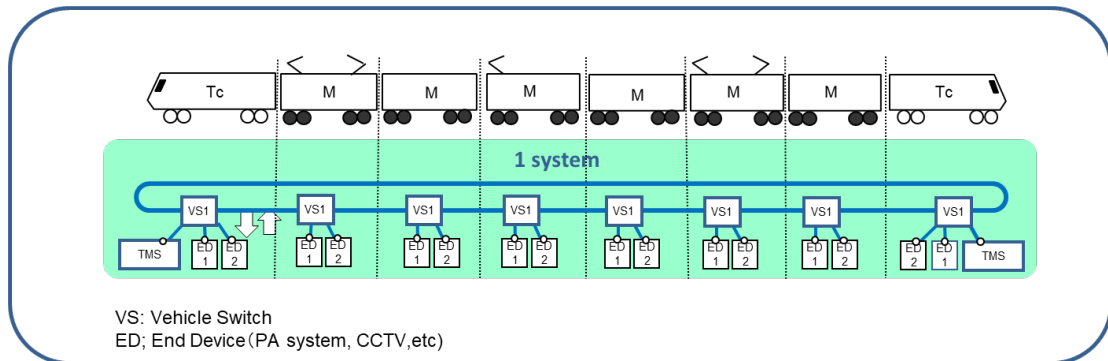 Tc M M M M M M Tc
1 system
VS1 VS1 VS1 VS1 VS1 VS1 VS1 VS1
TMS ED 1 ED 2 ED 1 ED 2 ED 1 ED 2 ED 1 ED 2 ED 1 ED 2 ED 1 ED 2 ED 1 ED 2 ED 2 ED 1 TMS
VS: Vehicle Switch
ED; End Device(PA system, CCTV,etc)